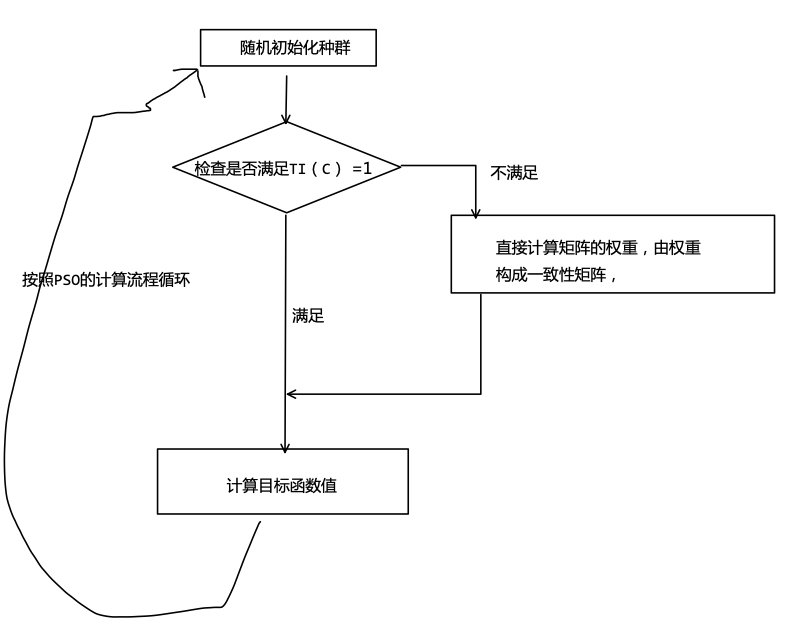 随机初始化种群
检查是否满足TI(C) =1
不满足
直接计算矩阵的权重，由权重
构成一致性矩阵，
按照PSO的计算流程循环
满足
计算目标函数值